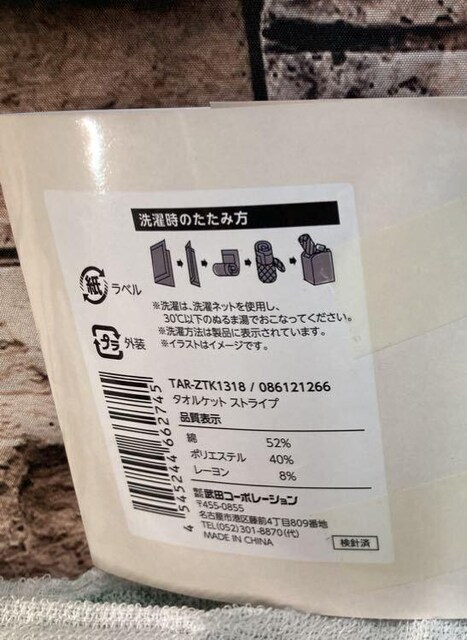 洗濯時のたたみ方
紙 ラベル
プラ 外装
※洗濯は、洗濯ネットを使用し、
30℃以下のぬるま湯でおこなってください。
※洗濯方法は製品に表示されています。
※イラストはイメージです。
TAR-ZTK1318 / 086121266
タオルケット ストライプ
品質表示
綿 52%
ポリエステル 40%
レーヨン 8%
株式会社 武田コーポレーション
〒455-0855
名古屋市港区藤前4丁目809番地
TEL(052)301-8870(代)
MADE IN CHINA
検針済
4 545244 662745